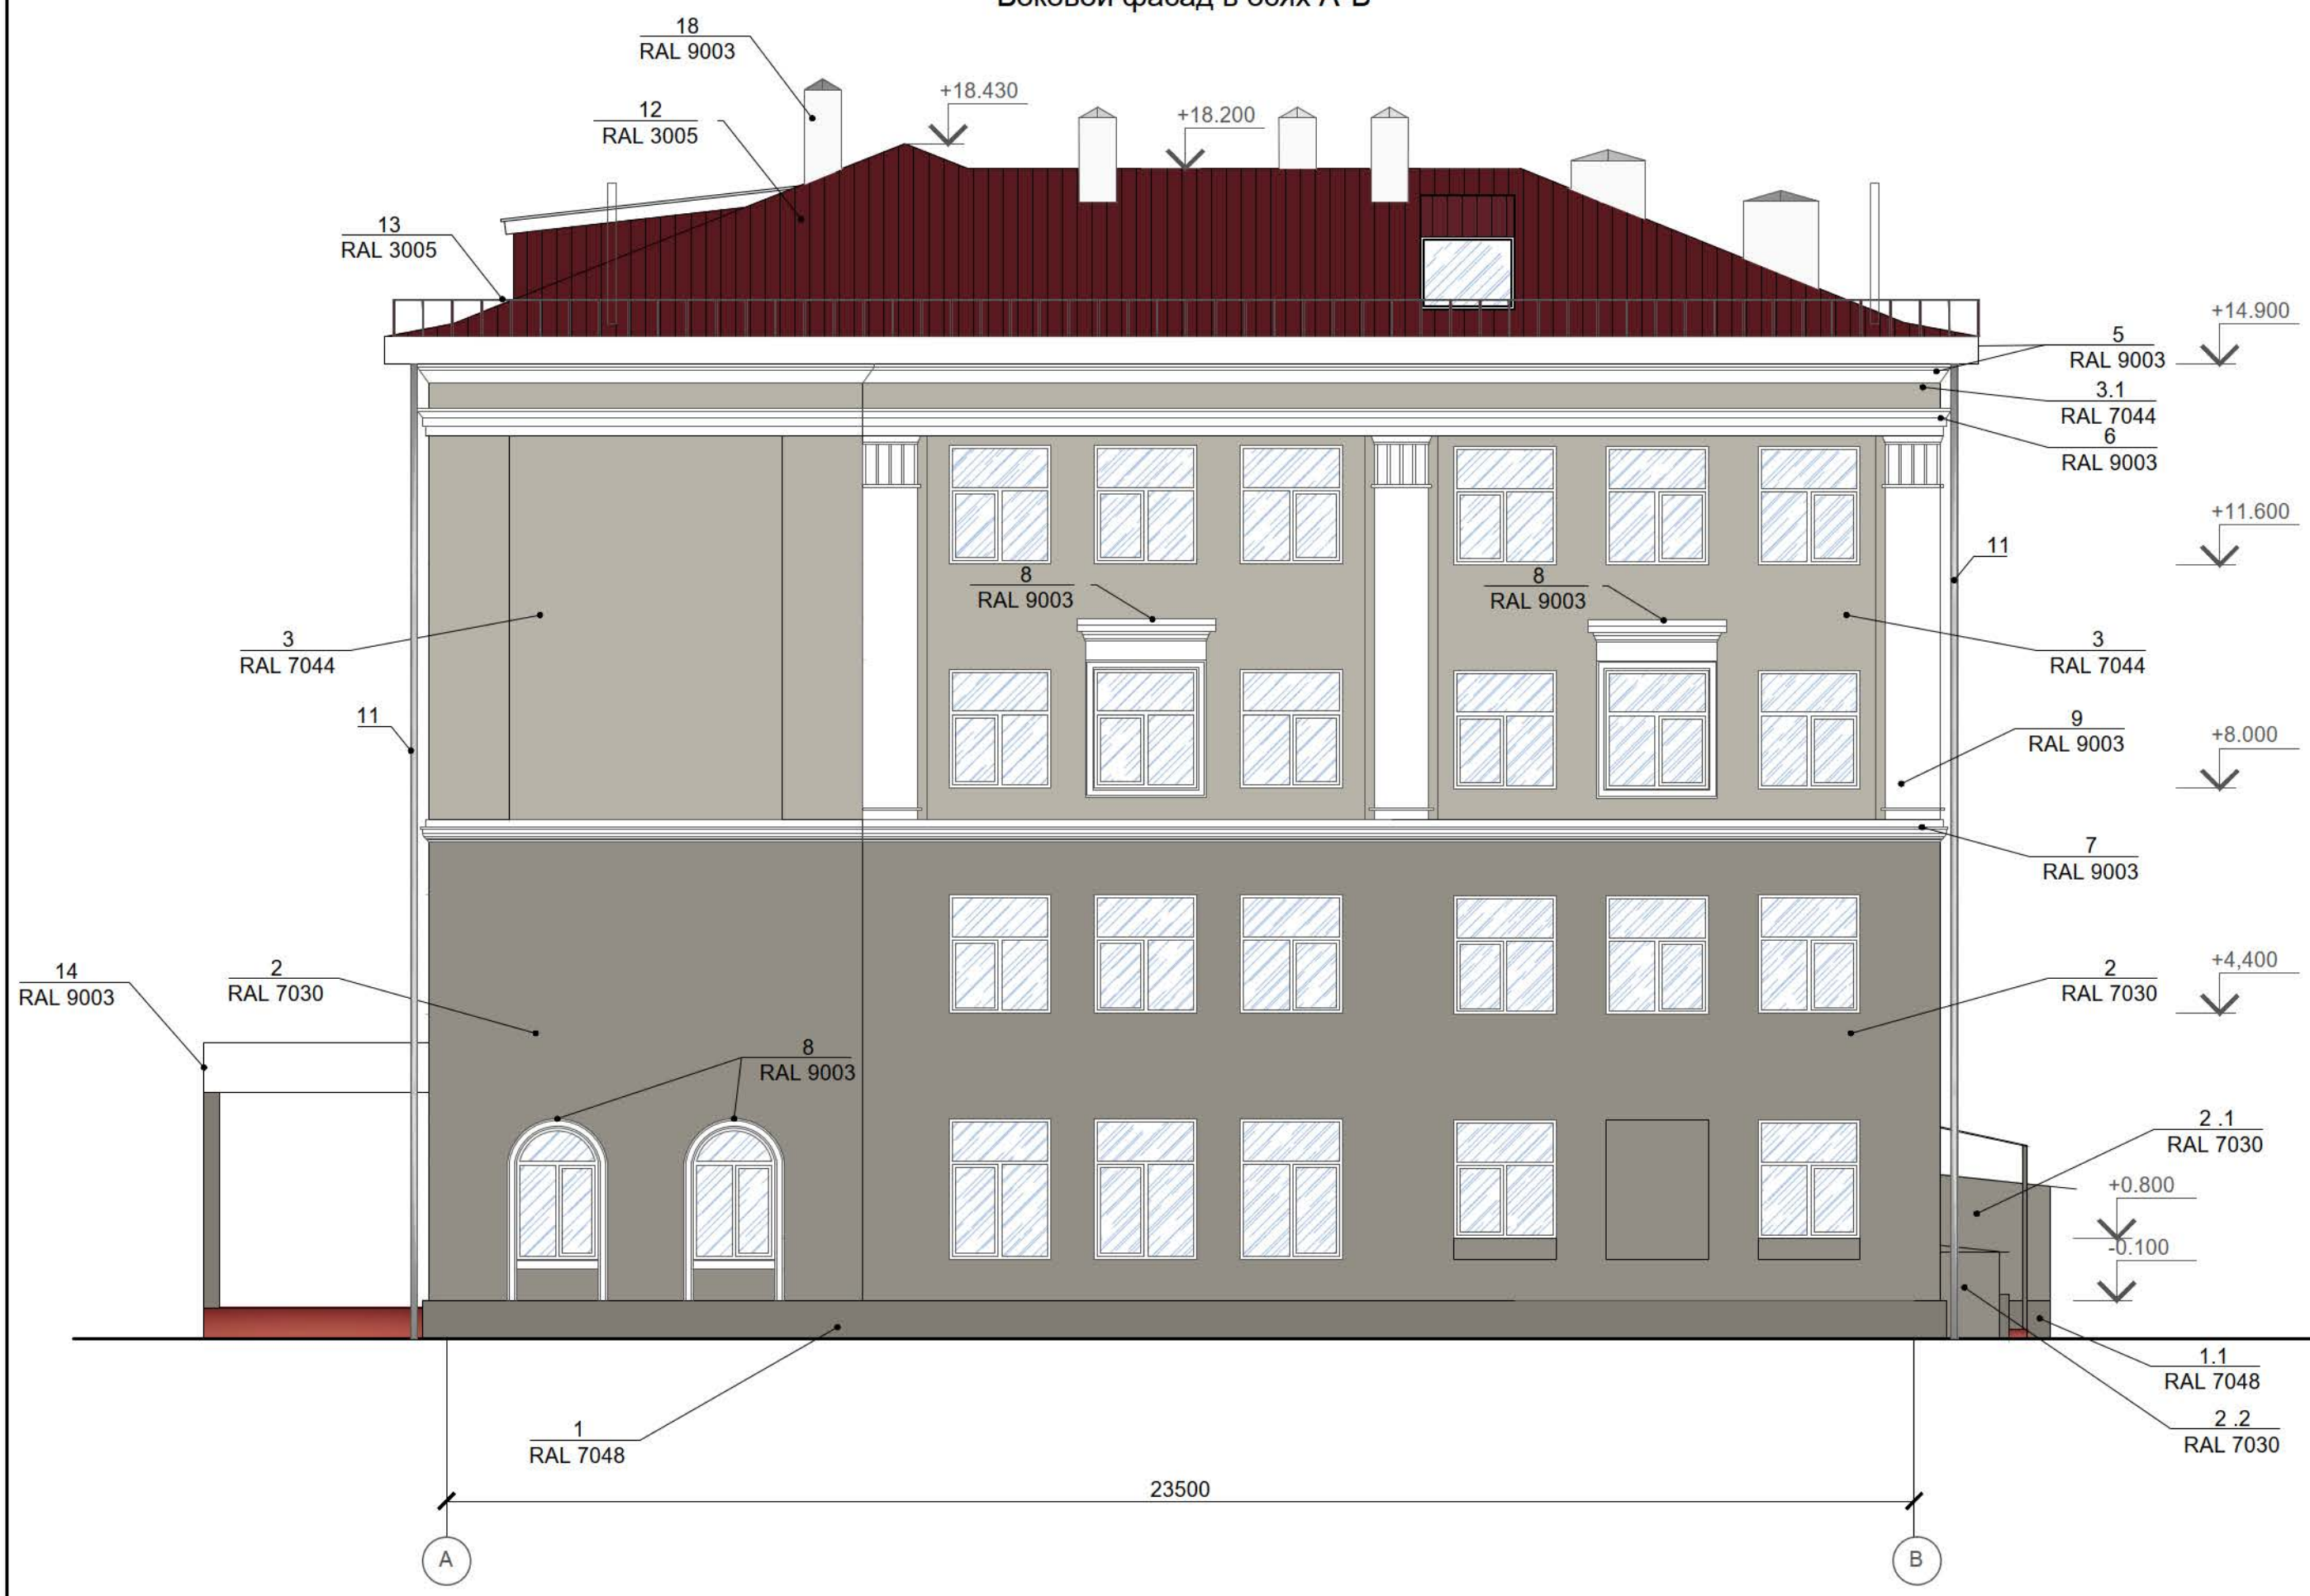 18
RAL 9003
+18.430
12
RAL 3005
+18.200
13
RAL 3005
+14.900
5
RAL 9003
3.1
RAL 7044
6
RAL 9003
+11.600
11
8
RAL 9003
8
RAL 9003
3
RAL 7044
3
RAL 7044
11
9
RAL 9003
+8.000
7
RAL 9003
14
RAL 9003
2
RAL 7030
2
RAL 7030
+4,400
8
RAL 9003
2 .1
RAL 7030
+0.800
-0.100
1.1
RAL 7048
1
RAL 7048
2 .2
RAL 7030
23500
А
В